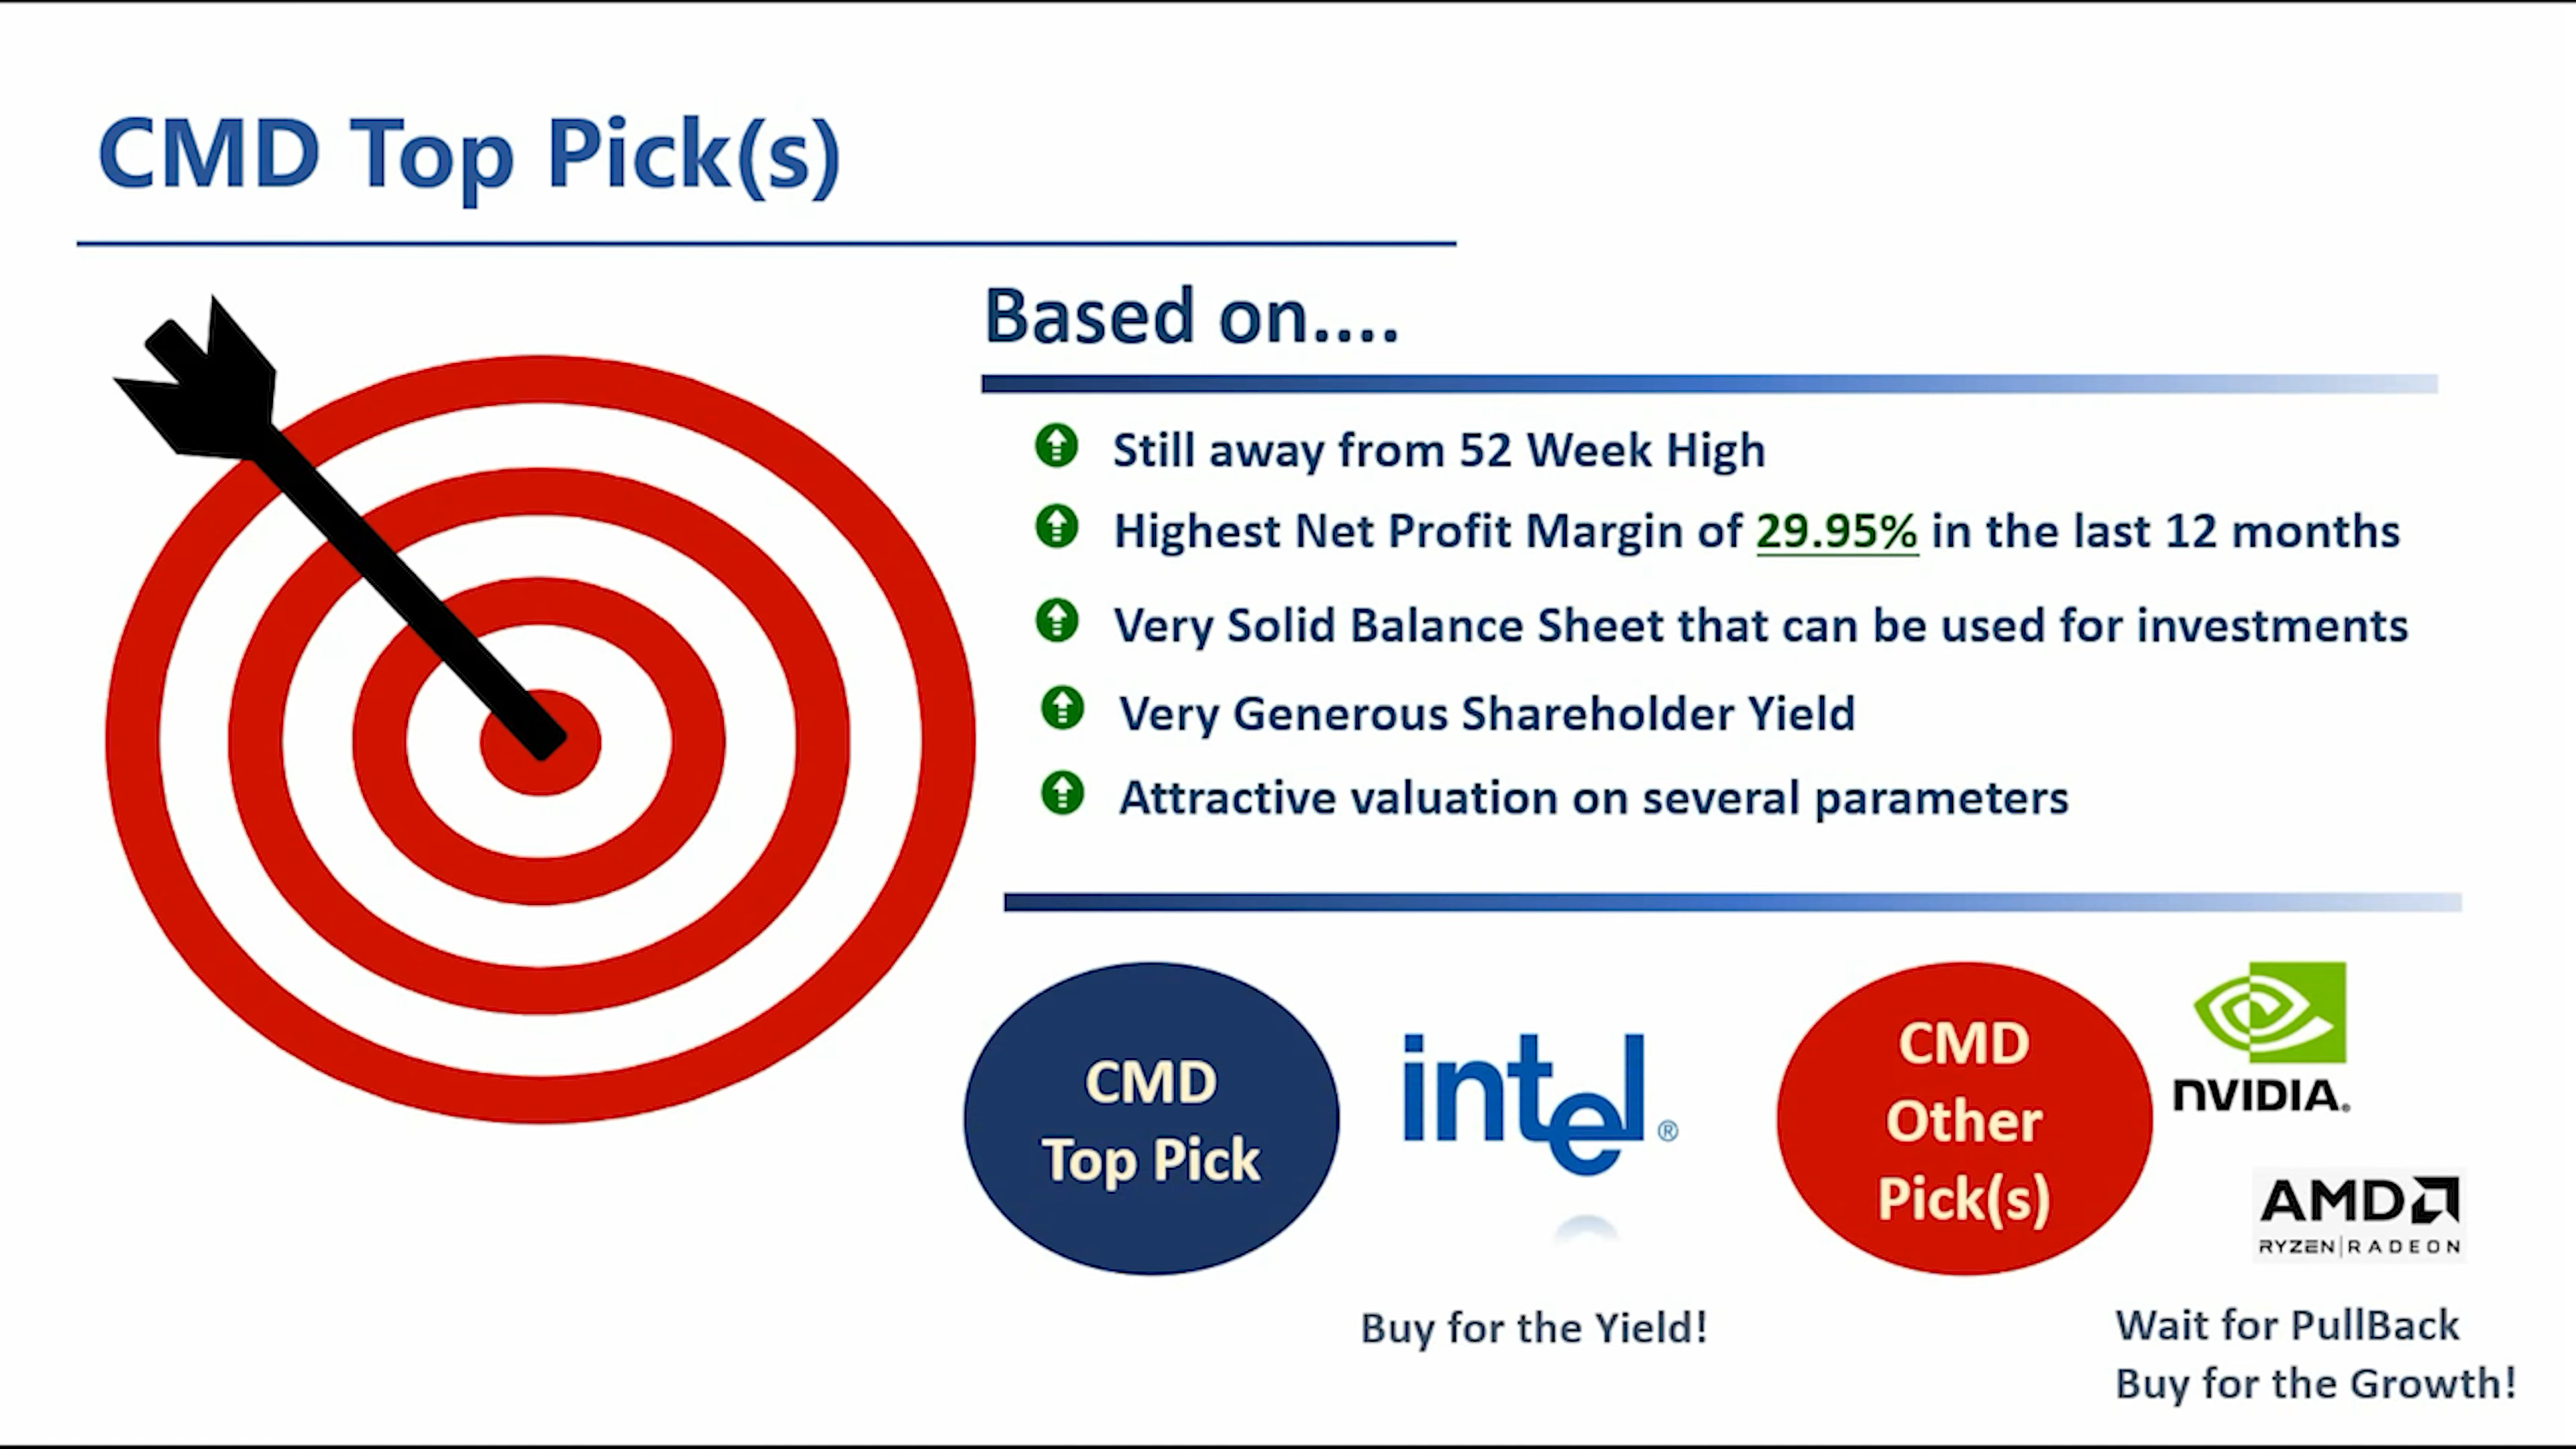 CMD Top Pick(s)
Based on....
Still away from 52 Week High
Highest Net Profit Margin of 29.95% in the last 12 months
Very Solid Balance Sheet that can be used for investments
Very Generous Shareholder Yield
Attractive valuation on several parameters
CMD
Top Pick
intel®
Buy for the Yield!
CMD
Other
Pick(s)
NVIDIA.
AMD
RYZEN|RADEON
Wait for PullBack
Buy for the Growth!